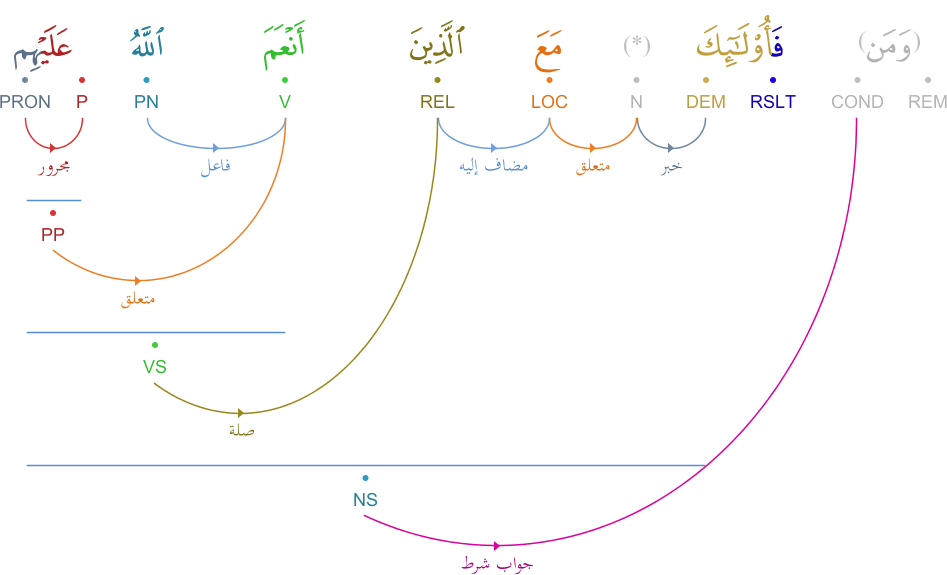 (وَمَن) فَأُو۟لَـٰٓئِكَ (*) مَعَ ٱلَّذِينَ أَنْعَمَ ٱللَّهُ عَلَيْهِم
REM COND RSLT DEM N LOC REL V PN P PRON
خبر متعلق مضاف إليه فاعل مجرور
PP
متعلق
VS
صلة
NS
جواب شرط